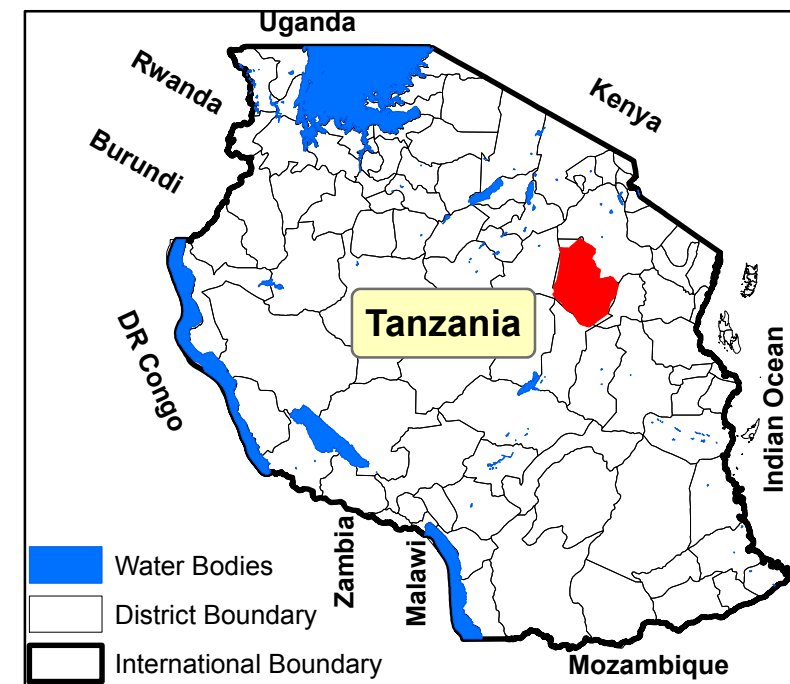 Uganda
Rwanda
Kenya
Burundi
Tanzania
DR Congo
Indian Ocean
Zambia
Malawi
Water Bodies
District Boundary
International Boundary
Mozambique